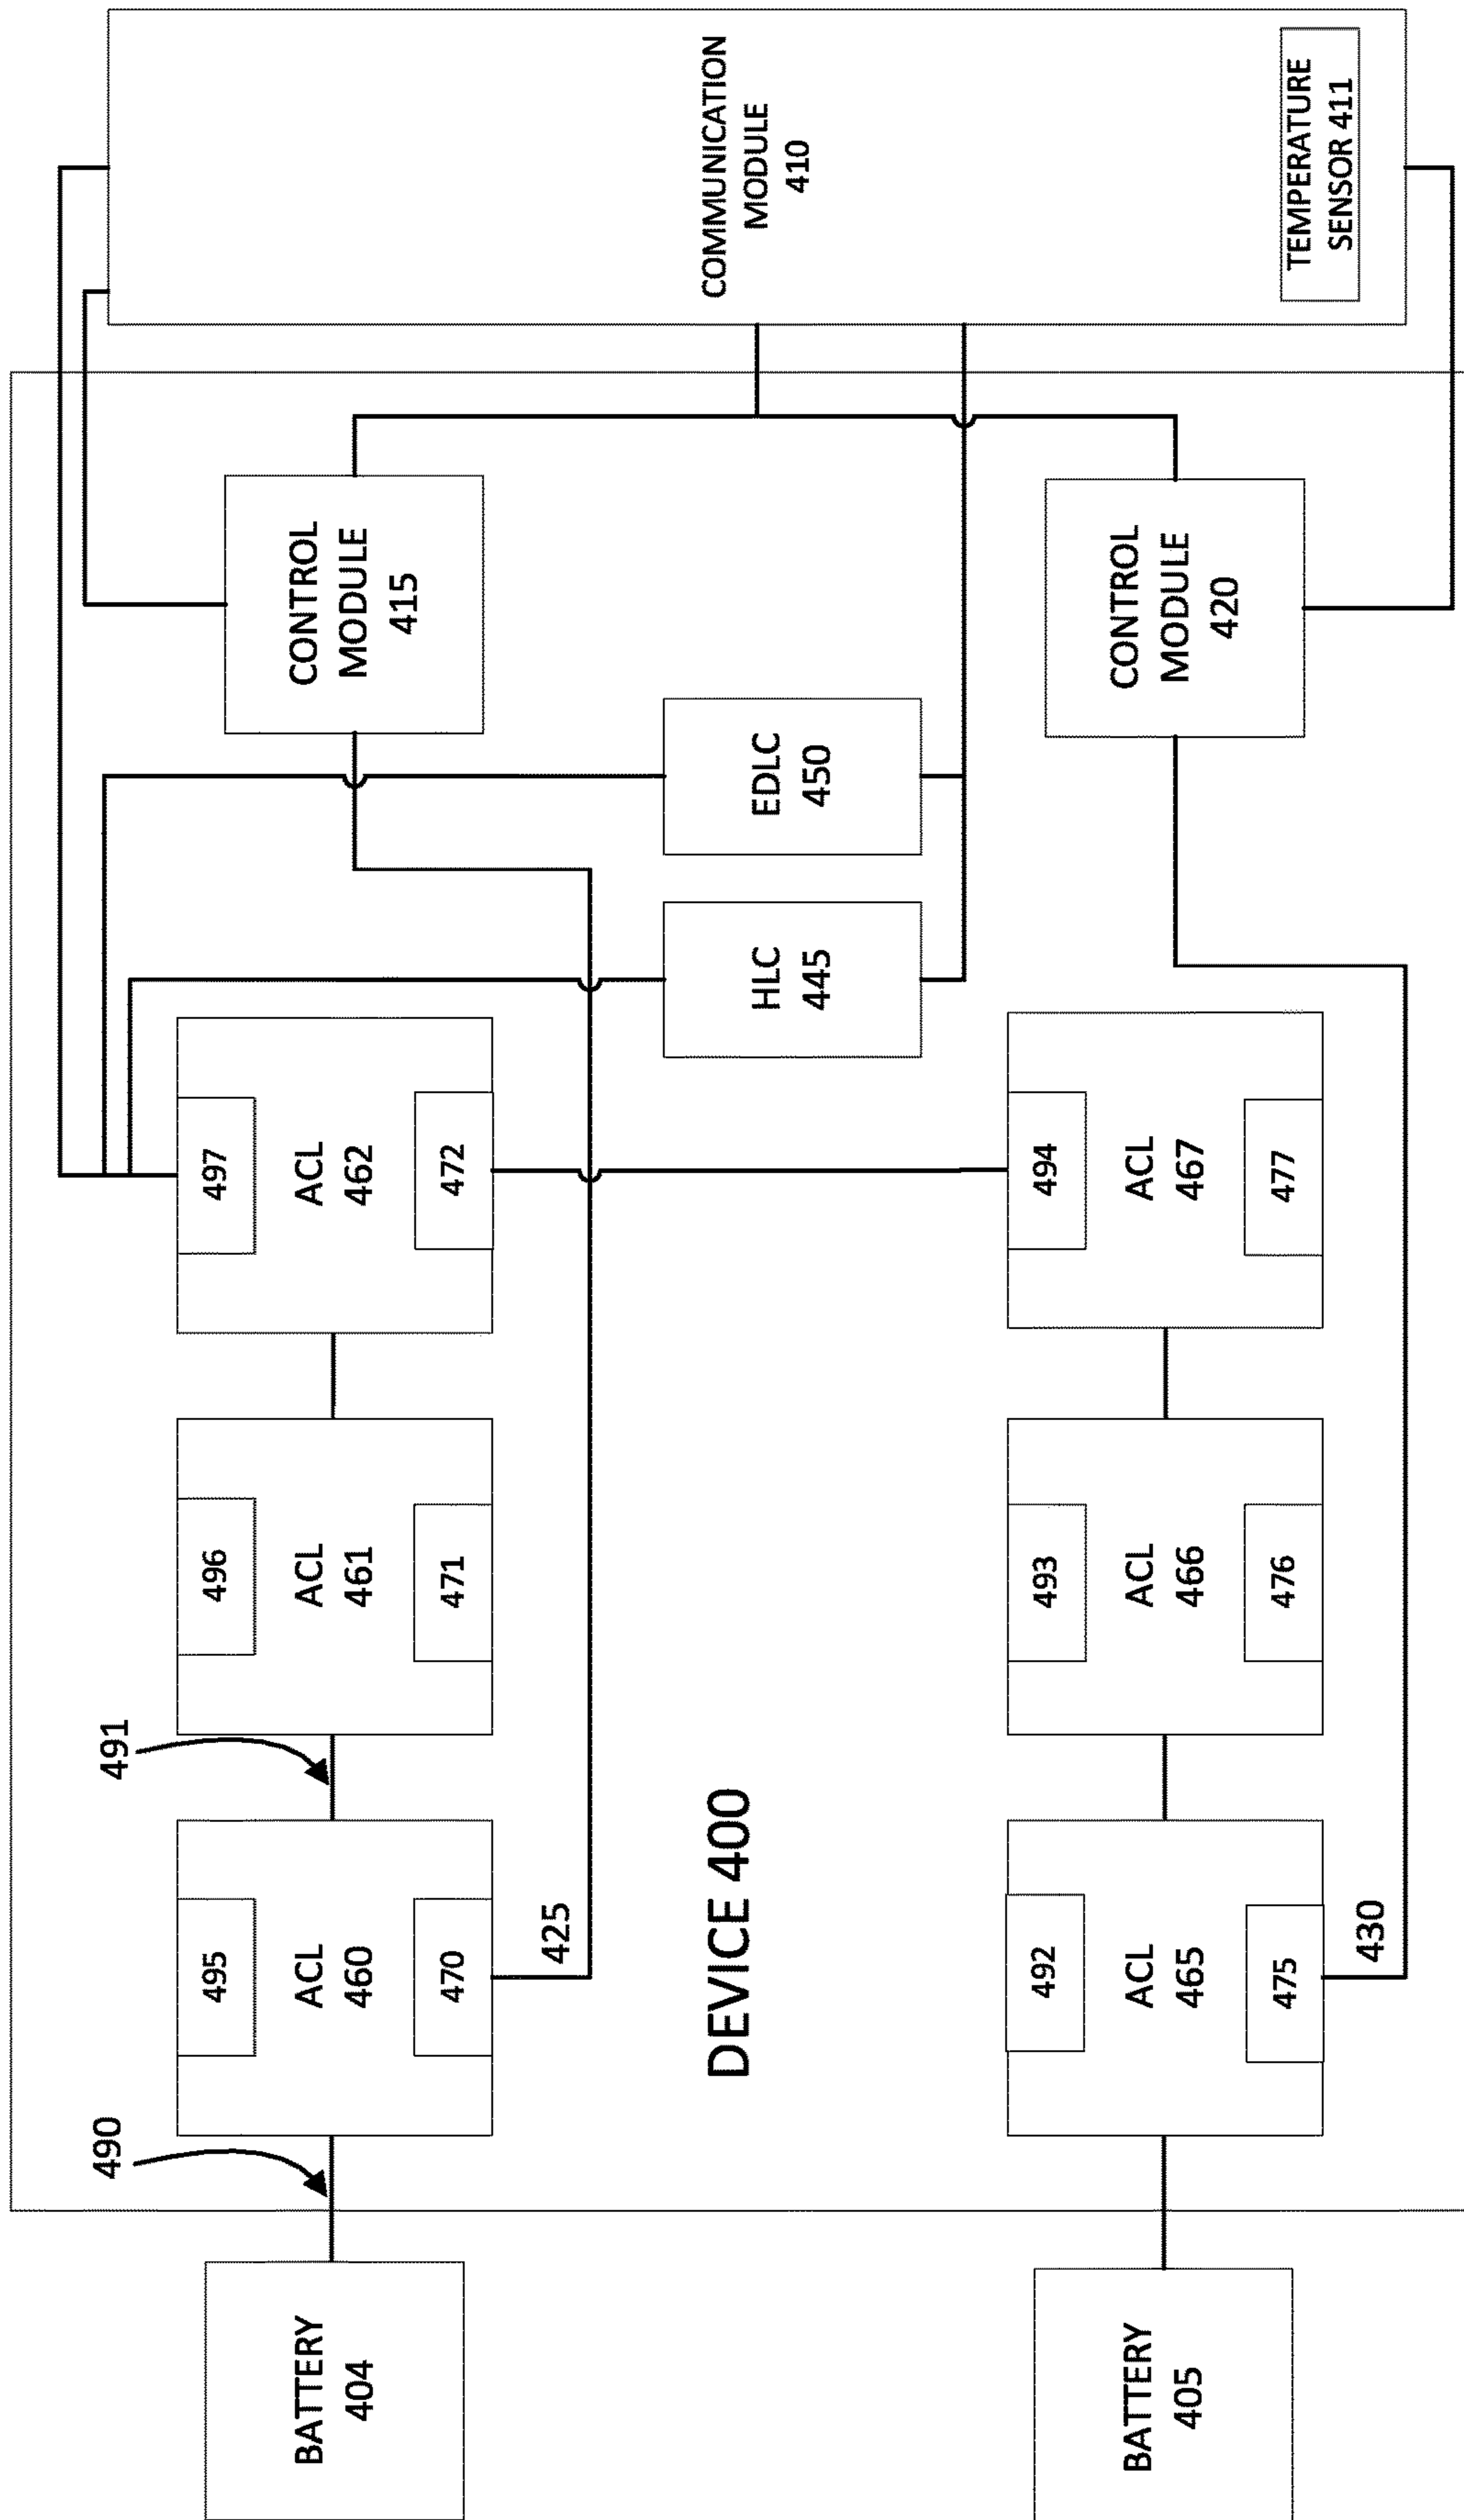 BATTERY
404
490
495
ACL
460
470
425
491
496
ACL
461
471
497
ACL
462
472
CONTROL
MODULE
415
DEVICE 400
HLC
445
EDLC
450
COMMUNICATION
MODULE
410
BATTERY
405
492
ACL
465
475
430
493
ACL
466
476
494
ACL
467
477
CONTROL
MODULE
420
TEMPERATURE
SENSOR 411